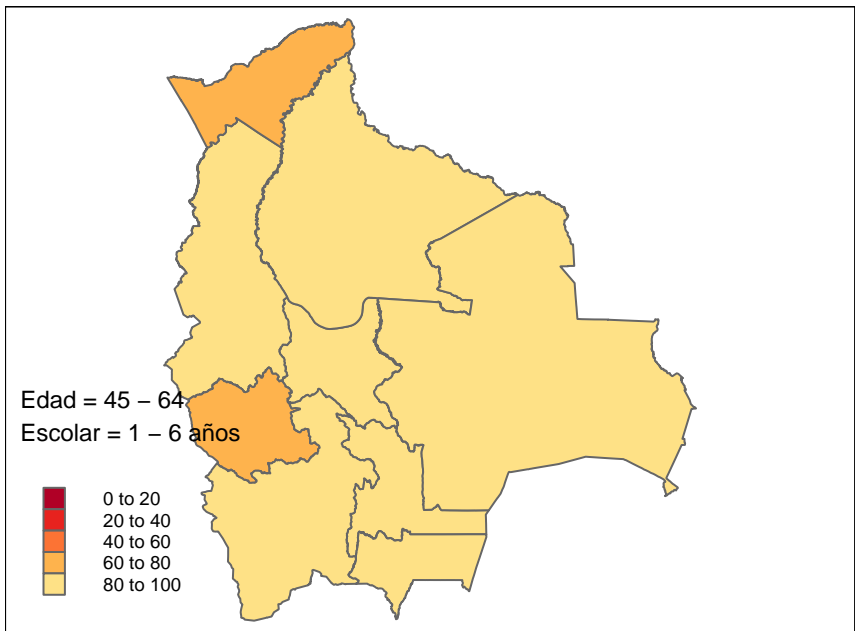 Edad = 45 – 64
Escolar = 1 – 6 años
0 to 20
20 to 40
40 to 60
60 to 80
80 to 100